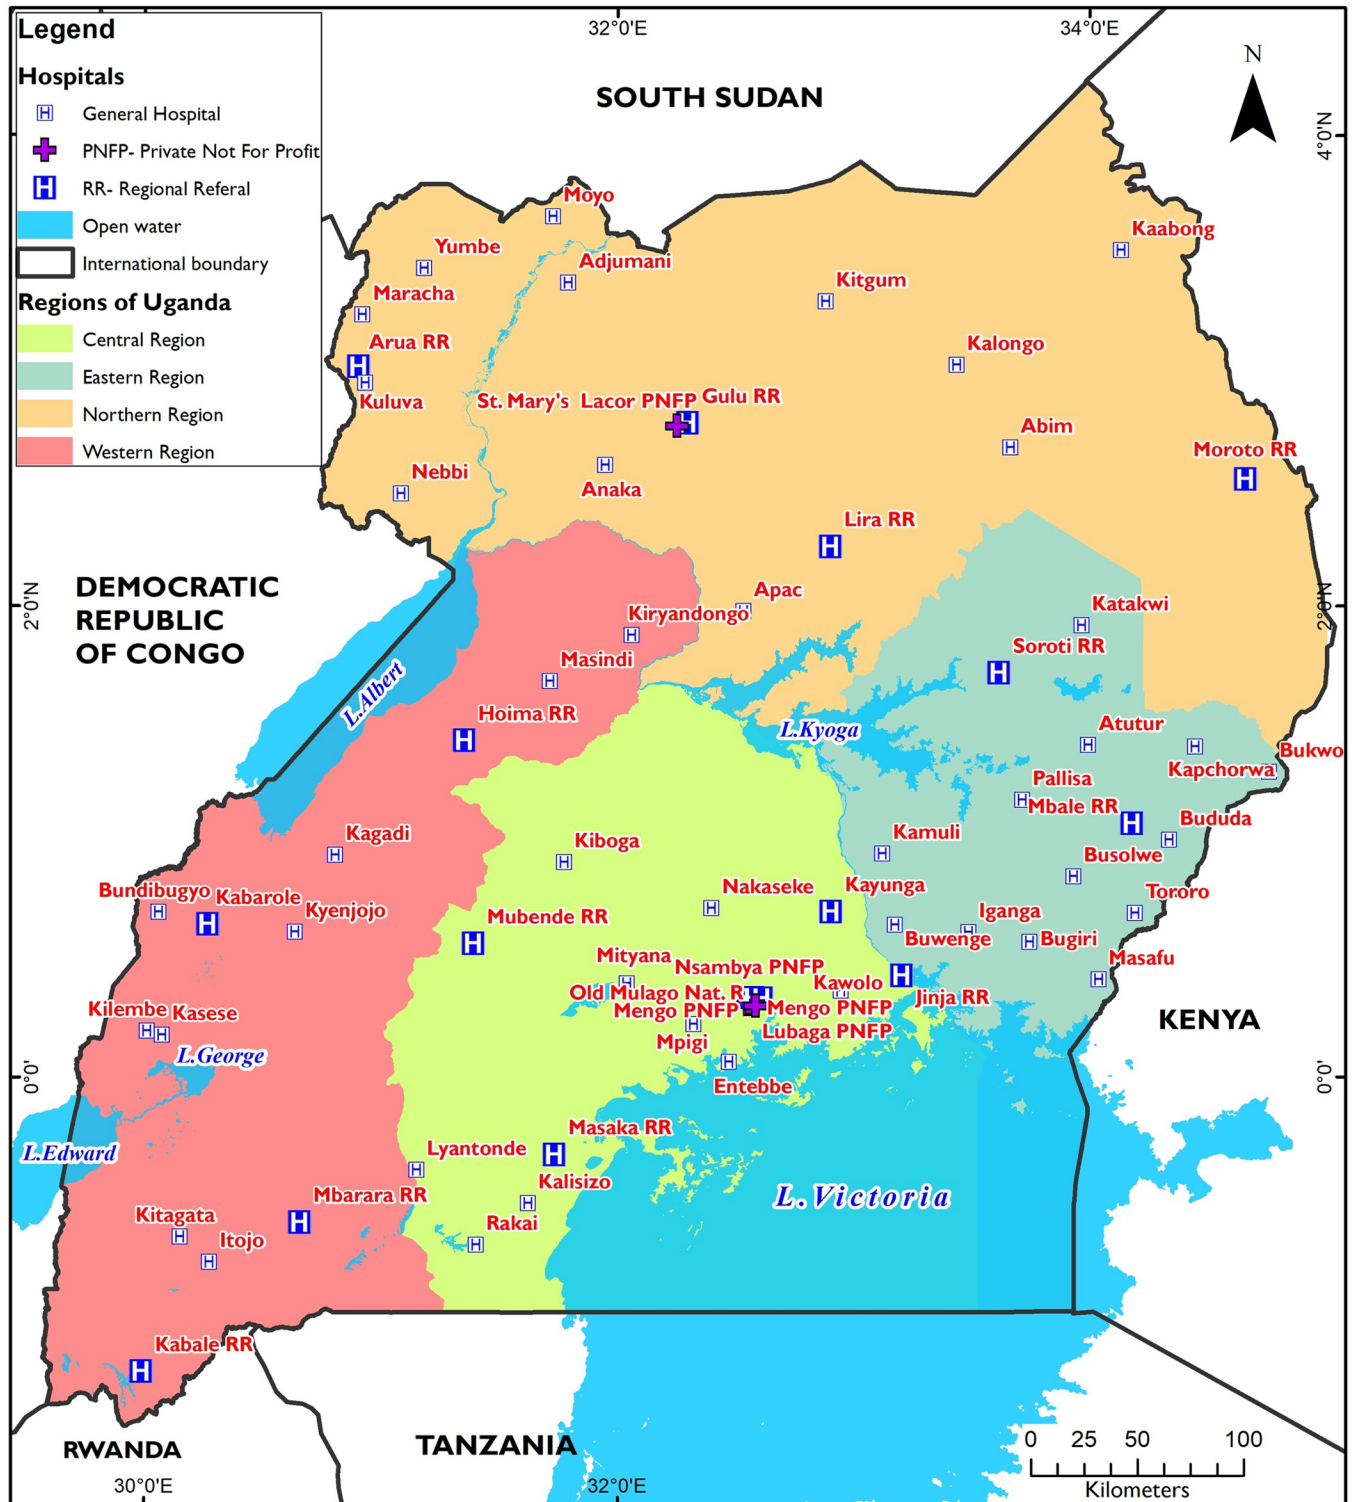 Legend
Hospitals
General Hospital
PNFP- Private Not For Profit
RR- Regional Referal
Open water
International boundary
Regions of Uganda
Central Region
Eastern Region
Northern Region
Western Region
32°0'E
34°0'E
N
4°0'N
SOUTH SUDAN
Moyo
Kaabong
Yumbe
Adjumani
Kitgum
Maracha
Arua RR
Kalongo
Kuluva
St. Mary's Lacor PNFP
Gulu RR
Abim
Moroto RR
Nebbi
Anaka
Lira RR
DEMOCRATIC
REPUBLIC
OF CONGO
2°0'N
2°0'N
Apac
Kiryandongo
Katakwi
Soroti RR
Masindi
L.Albert
Hoima RR
L.Kyoga
Atutur
Bukwo
Kapchorwa
Pallisa
Mbale RR
Bududa
Kagadi
Kiboga
Kamuli
Busolwe
Bundibugyo
Kabarole
Kyenjojo
Nakaseke
Kayunga
Tororo
Mubende RR
Iganga
Buwenge
Bugiri
Mityana
Nsambya PNFP
Masafu
Kawolo
Old Mulago Nat. R
Jinja RR
Kilembe
Kasese
Mengo PNFP
Mengo PNFP
Lubaga PNFP
Mpigi
KENYA
L.George
Entebbe
0°0'
0°0'
L.Edward
Masaka RR
Lyantonde
Kalisizo
Mbarara RR
L.Victoria
Kitagata
Itojo
Rakai
Kabale RR
RWANDA
TANZANIA
0 25 50 100
Kilometers
30°0'E
32°0'E